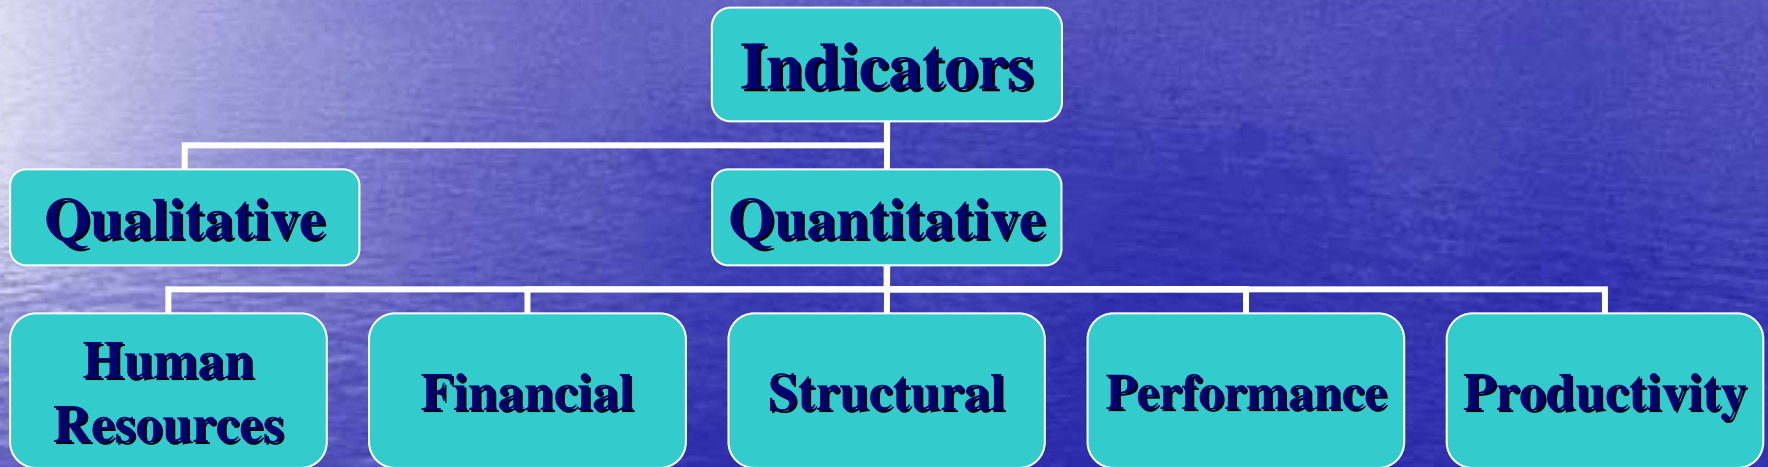 Indicators
Qualitative
Quantitative
Human
Resources
Financial
Structural
Performance
Productivity